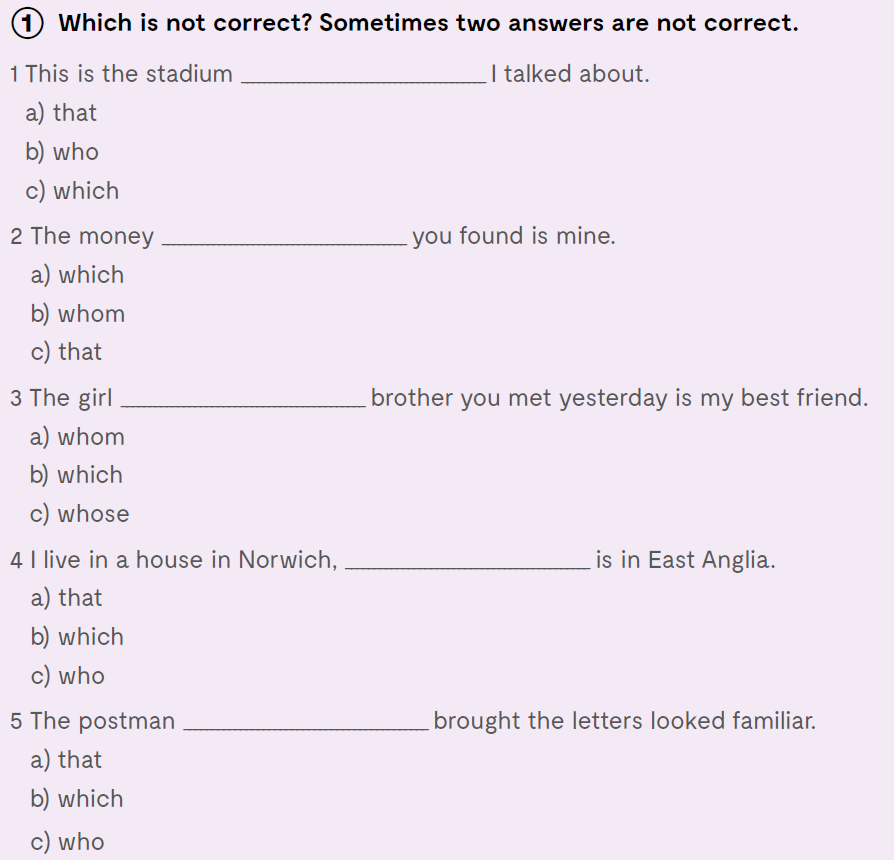 1 Which is not correct? Sometimes two answers are not correct.
1 This is the stadium ____________________ I talked about.
a) that
b) who
c) which
2 The money ____________________ you found is mine.
a) which
b) whom
c) that
3 The girl ____________________ brother you met yesterday is my best friend.
a) whom
b) which
c) whose
4 I live in a house in Norwich, ____________________ is in East Anglia.
a) that
b) which
c) who
5 The postman ____________________ brought the letters looked familiar.
a) that
b) which
c) who